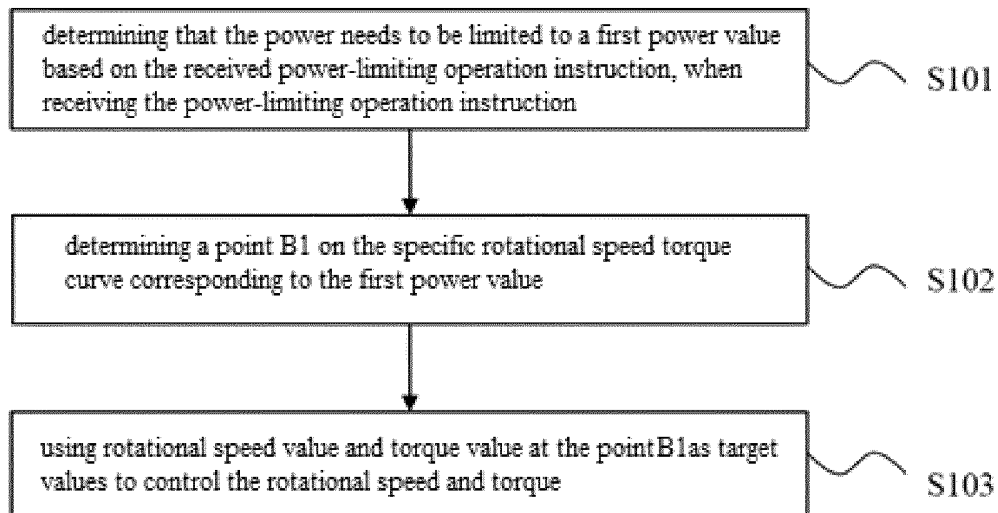 determining that the power needs to be limited to a first power value
based on the received power-limiting operation instruction, when
receiving the power-limiting operation instruction
S101
determining a point B1 on the specific rotational speed torque
curve corresponding to the first power value
S102
using rotational speed value and torque value at the pointB1as target
values to control the rotational speed and torque
S103